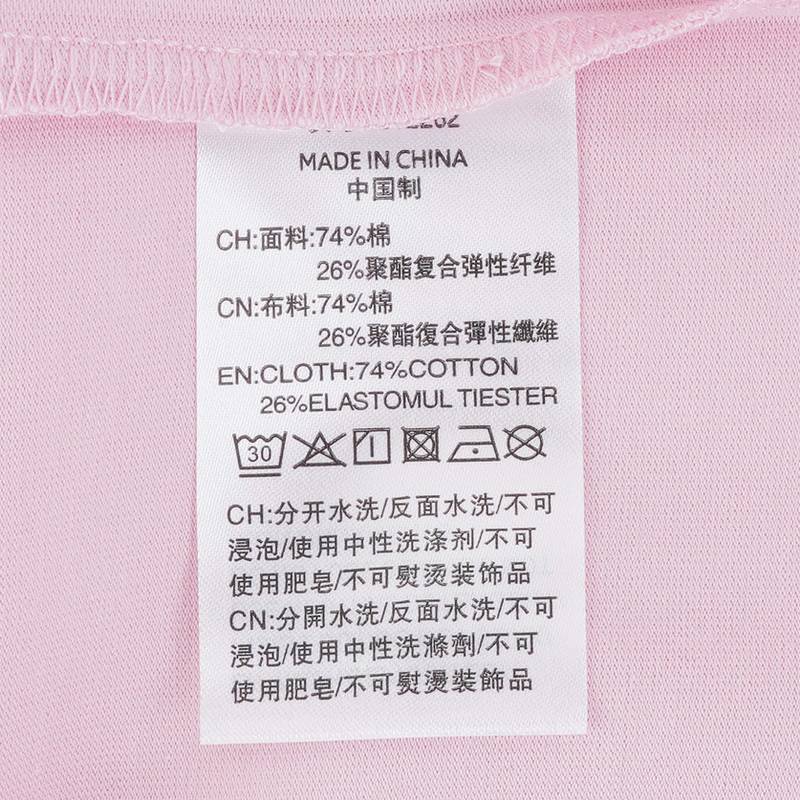 MADE IN CHINA
中国制
CH:面料:74%棉
26%聚酯复合弹性纤维
CN:布料:74%棉
26%聚酯復合彈性纖維
EN:CLOTH:74%COTTON
26%ELASTOMUL TIESTER
30
CH:分开水洗/反面水洗/不可
浸泡/使用中性洗涤剂/不可
使用肥皂/不可熨烫装饰品
CN:分開水洗/反面水洗/不可
浸泡/使用中性洗滌劑/不可
使用肥皂/不可熨燙裝飾品